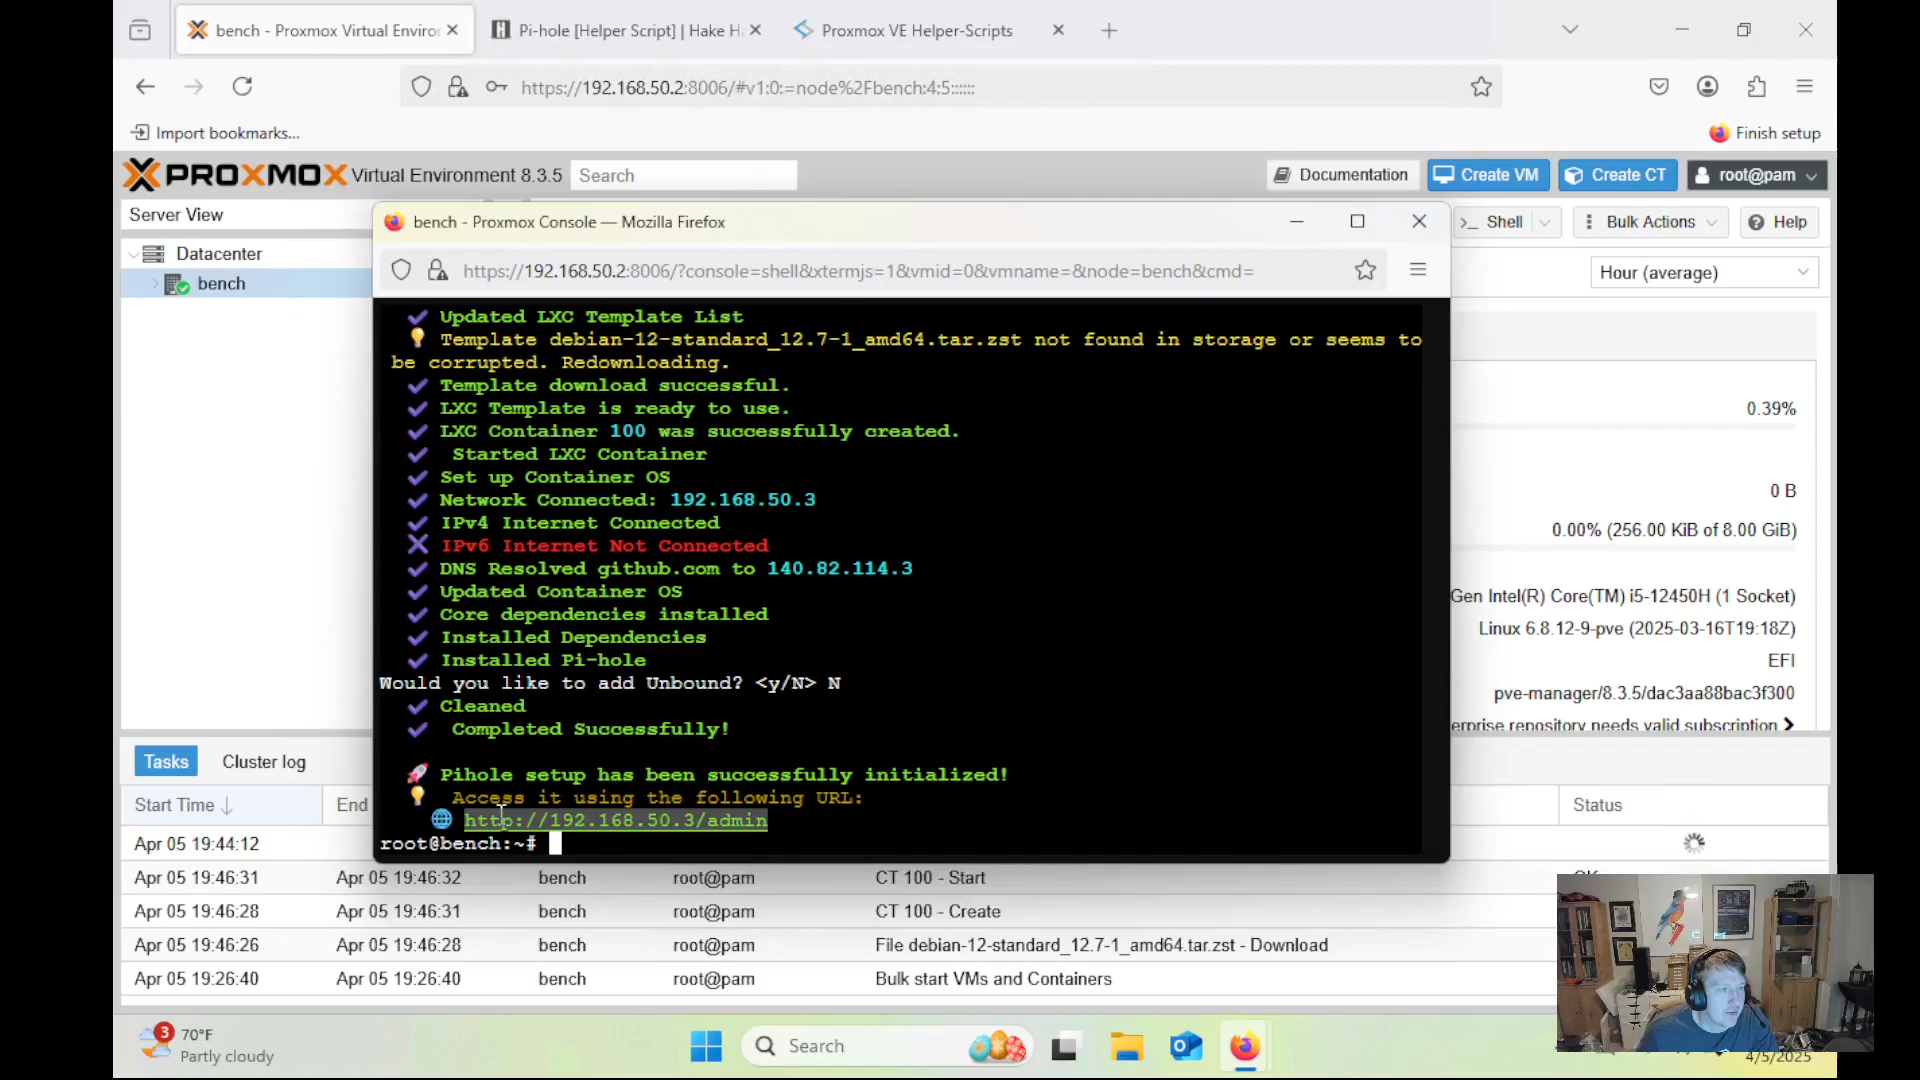 bench - Proxmox Virtual Enviror
Pi-hole [Helper Script] | Hake H
Proxmox VE Helper-Scripts
https://192.168.50.2:8006/#v1:0:=node%2Fbench:4:5::::::
Import bookmarks...
Finish setup
PROXMOX Virtual Environment 8.3.5
Search
Documentation
Create VM
Create CT
root@pam
Server View
Datacenter
bench
Shell
Bulk Actions
Help
Hour (average)
bench - Proxmox Console — Mozilla Firefox
https://192.168.50.2:8006/?console=shell&xtermjs=1&vmid=0&vmname=&node=bench&cmd=
Updated LXC Template List
Template debian-12-standard_12.7-1_amd64.tar.zst not found in storage or seems to
be corrupted. Redownloading.
Template download successful.
LXC Template is ready to use.
LXC Container 100 was successfully created.
Started LXC Container
Set up Container OS
Network Connected: 192.168.50.3
IPv4 Internet Connected
IPv6 Internet Not Connected
DNS Resolved github.com to 140.82.114.3
Updated Container OS
Core dependencies installed
Installed Dependencies
Installed Pi-hole
Would you like to add Unbound? <y/N> N
Cleaned
Completed Successfully!
Pihole setup has been successfully initialized!
Access it using the following URL:
http://192.168.50.3/admin
root@bench:~#
0.39%
0 B
0.00% (256.00 KiB of 8.00 GiB)
Gen Intel(R) Core(TM) i5-12450H (1 Socket)
Linux 6.8.12-9-pve (2025-03-16T19:18Z)
EFI
pve-manager/8.3.5/dac3aa88bac3f300
erprise repository needs valid subscription
Tasks
Cluster log
Start Time
End
Status
Apr 05 19:44:12
Apr 05 19:46:31 Apr 05 19:46:32 bench root@pam CT 100 - Start
Apr 05 19:46:28 Apr 05 19:46:31 bench root@pam CT 100 - Create
Apr 05 19:46:26 Apr 05 19:46:28 bench root@pam File debian-12-standard_12.7-1_amd64.tar.zst - Download
Apr 05 19:26:40 Apr 05 19:26:40 bench root@pam Bulk start VMs and Containers
3
70°F
Partly cloudy
Search
4/5/2025